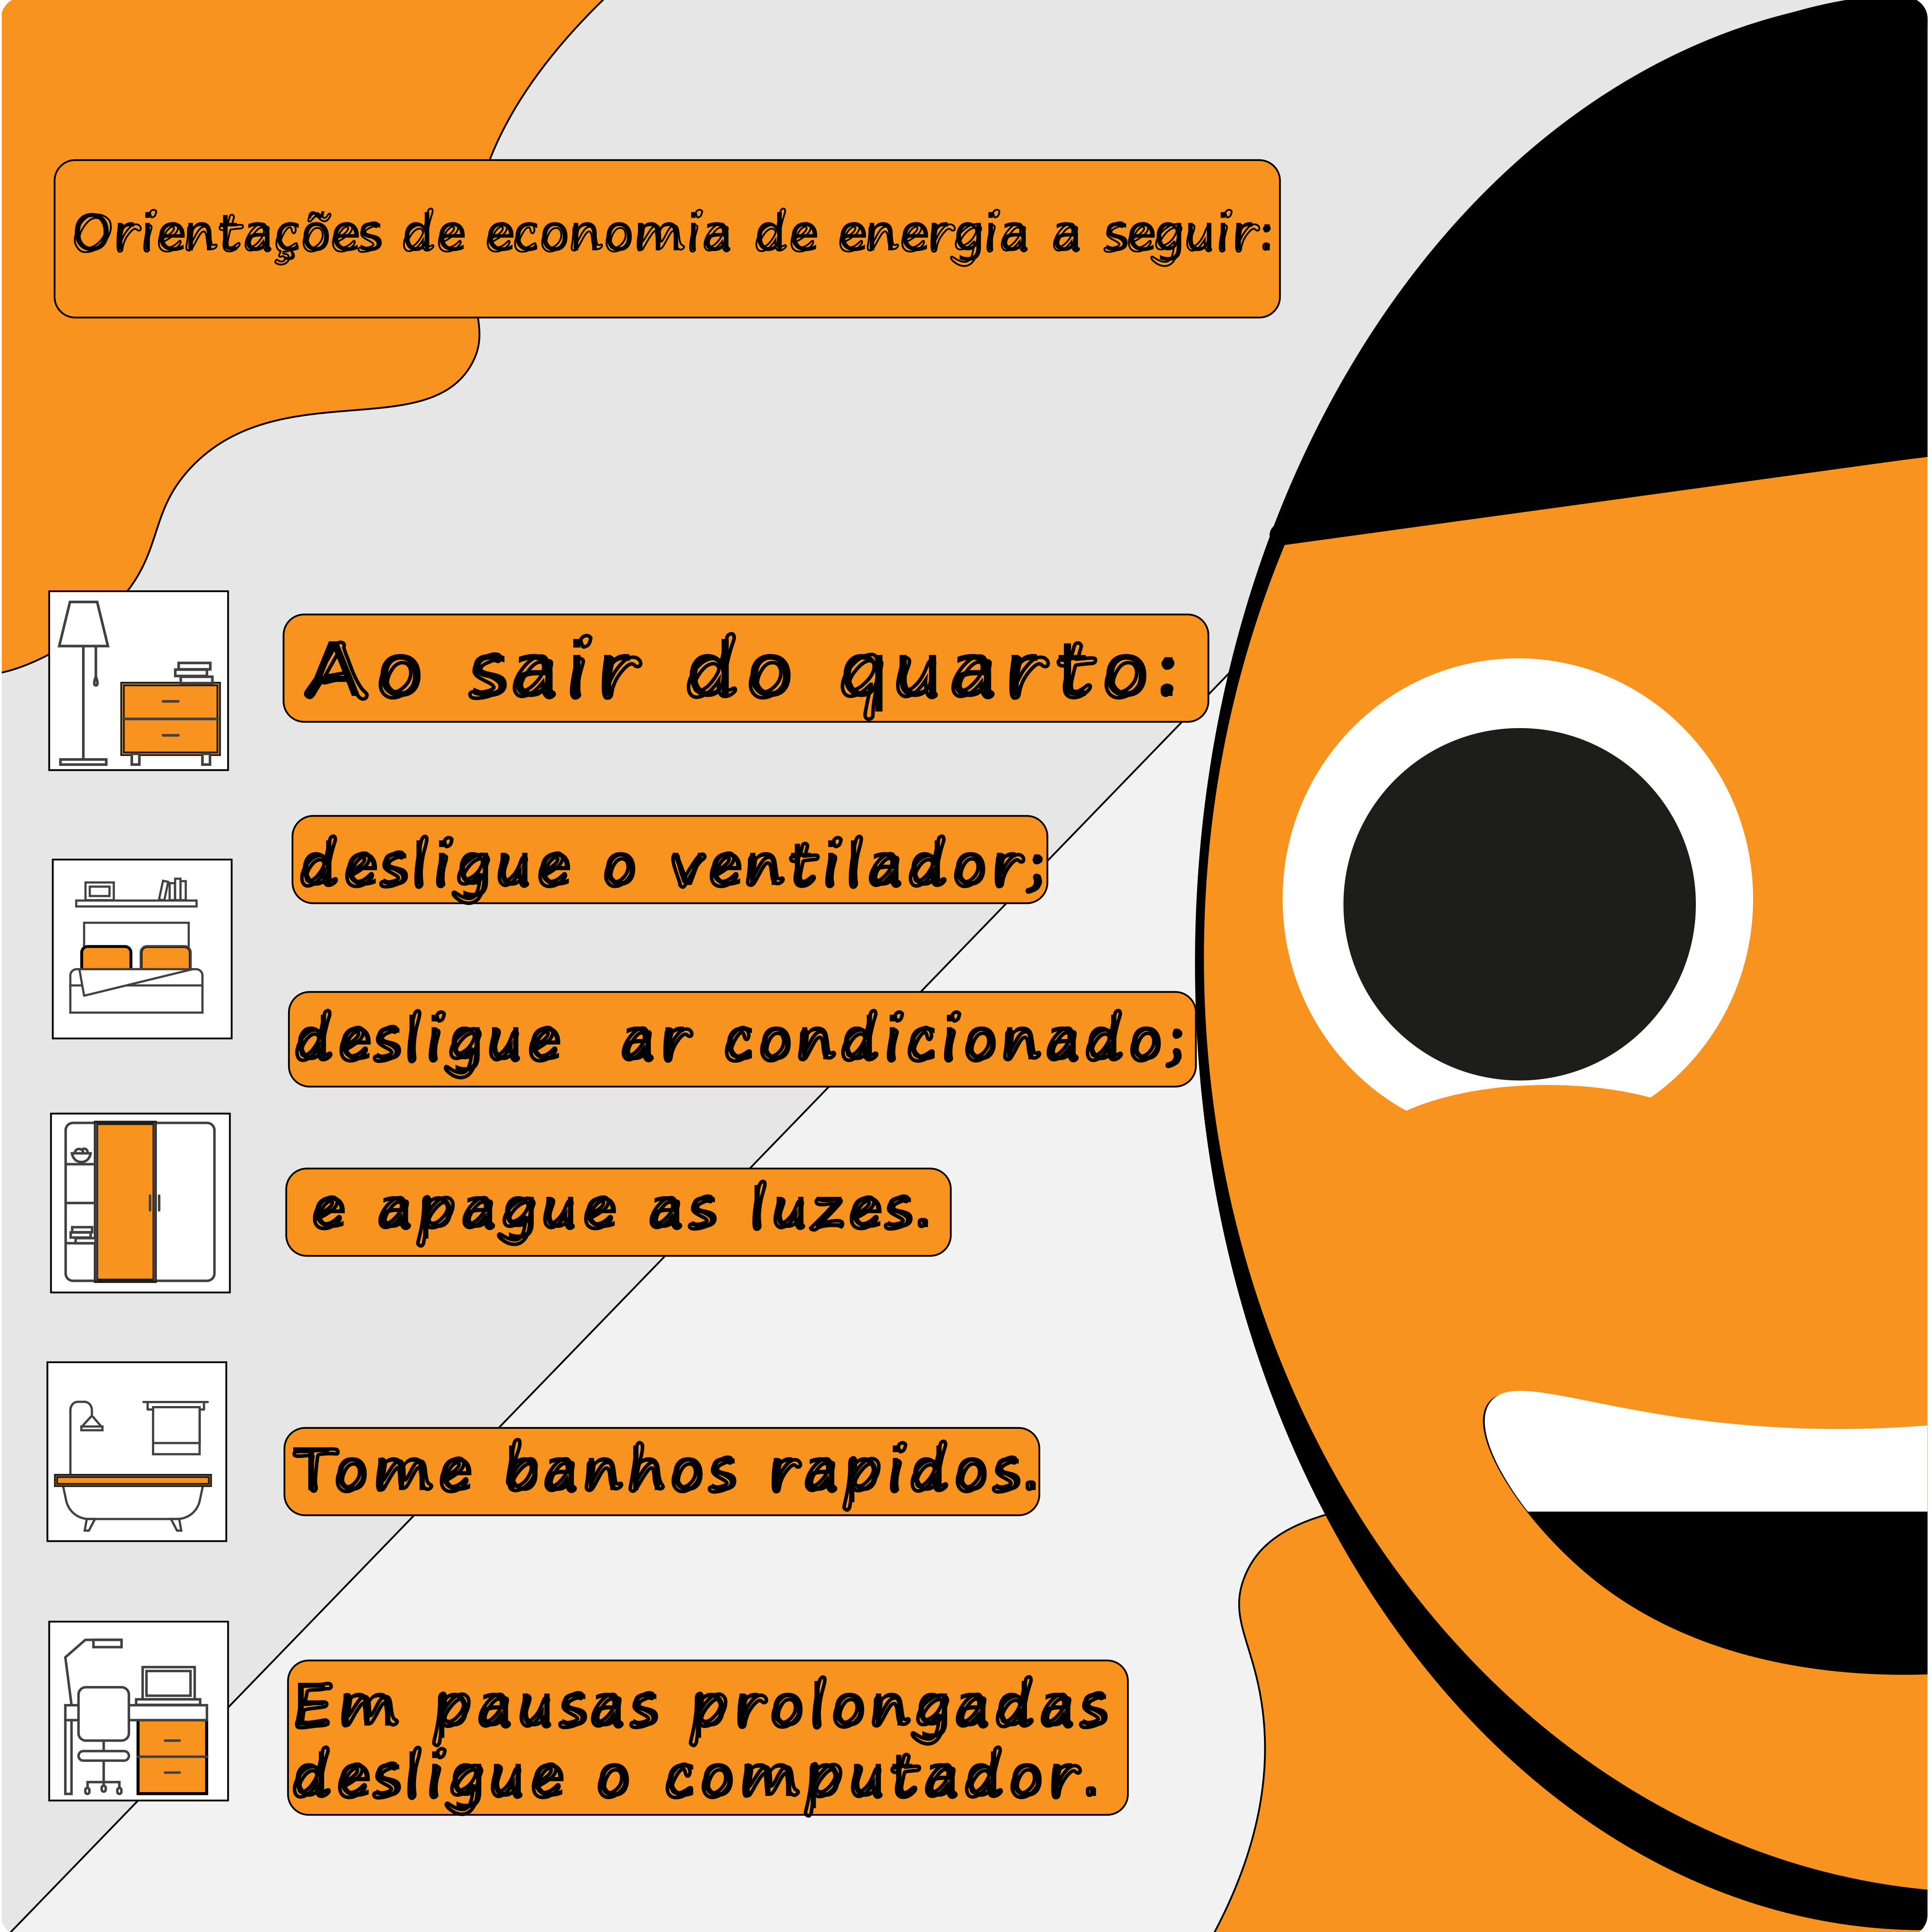 Orientações de economia de energia a seguir:
Ao sair do quarto:
desligue o ventilador;
desligue ar condicionado;
e apague as luzes.
Tome banhos rapidos.
Em pausas prolongadas
desligue o computador.